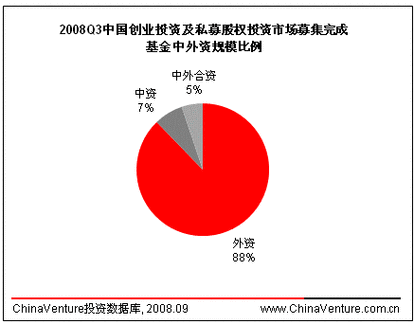 2008Q3中国创业投资及私募股权投资市场募集完成
基金中外资规模比例
中外合资
5%
中资
7%
外资
88%
ChinaVenture投资数据库, 2008.09
www.ChinaVenture.com.cn